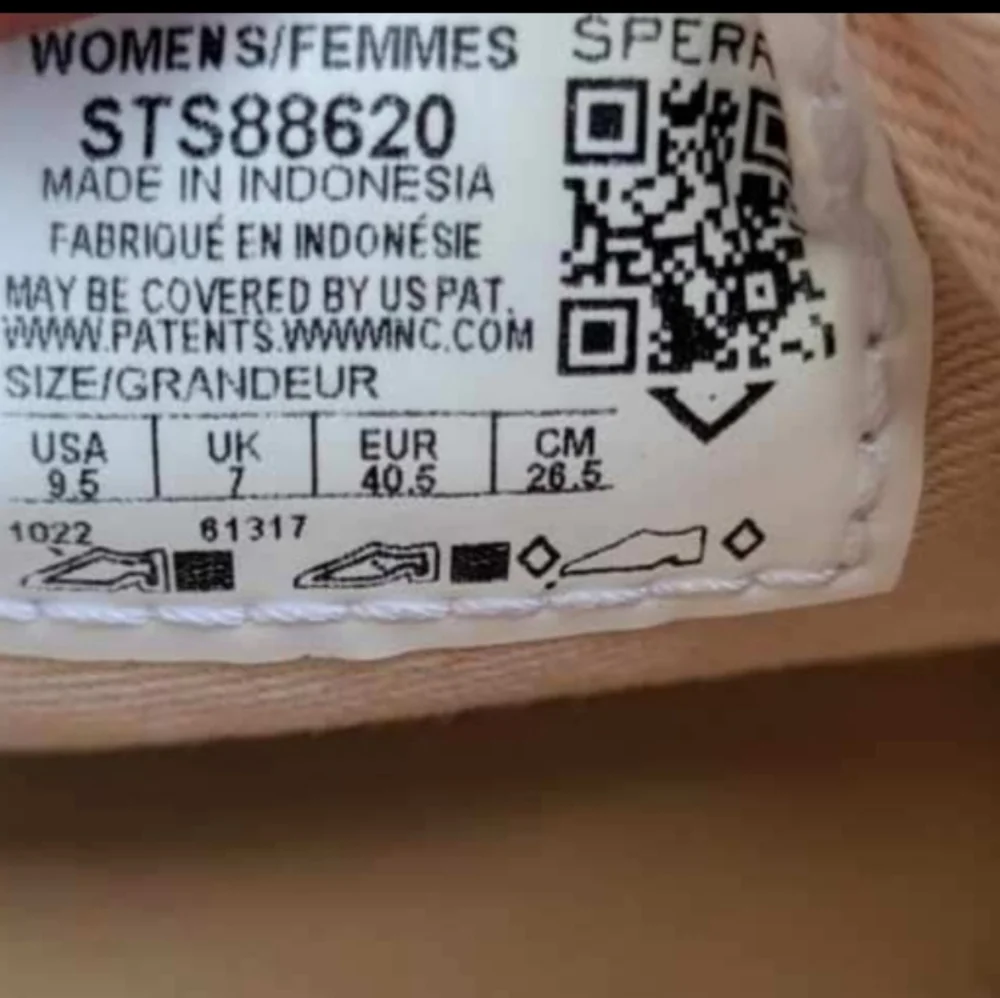 WOMENS/FEMMES
SPER
STS88620
MADE IN INDONESIA
FABRIQUÉ EN INDONÉSIE
MAY BE COVERED BY US PAT.
WWW.PATENTS.WWWINC.COM
SIZE/GRANDEUR
USA UK EUR CM
9.5 7 40.5 26.5
1022 61317